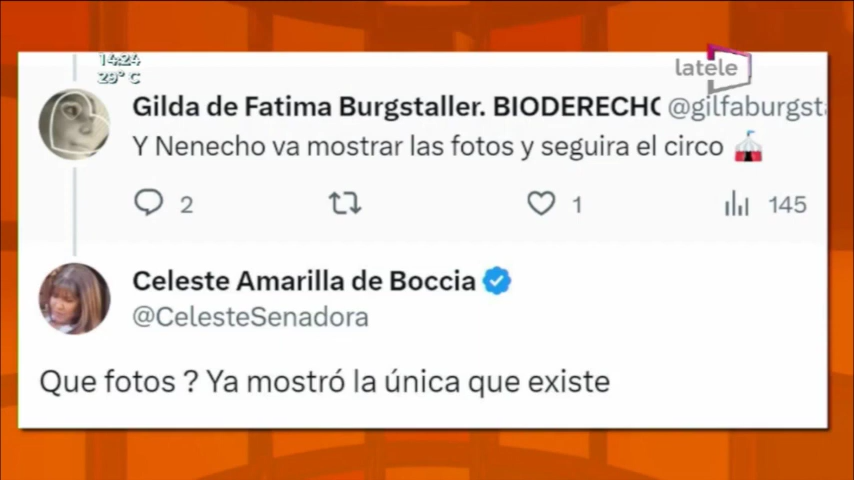 14:24
29° C
latele
Gilda de Fatima Burgstaller. BIODERECHO @gilfaburgsta
Y Nenecho va mostrar las fotos y seguira el circo 🎪
2 1 145
Celeste Amarilla de Boccia
@CelesteSenadora
Que fotos ? Ya mostró la única que existe